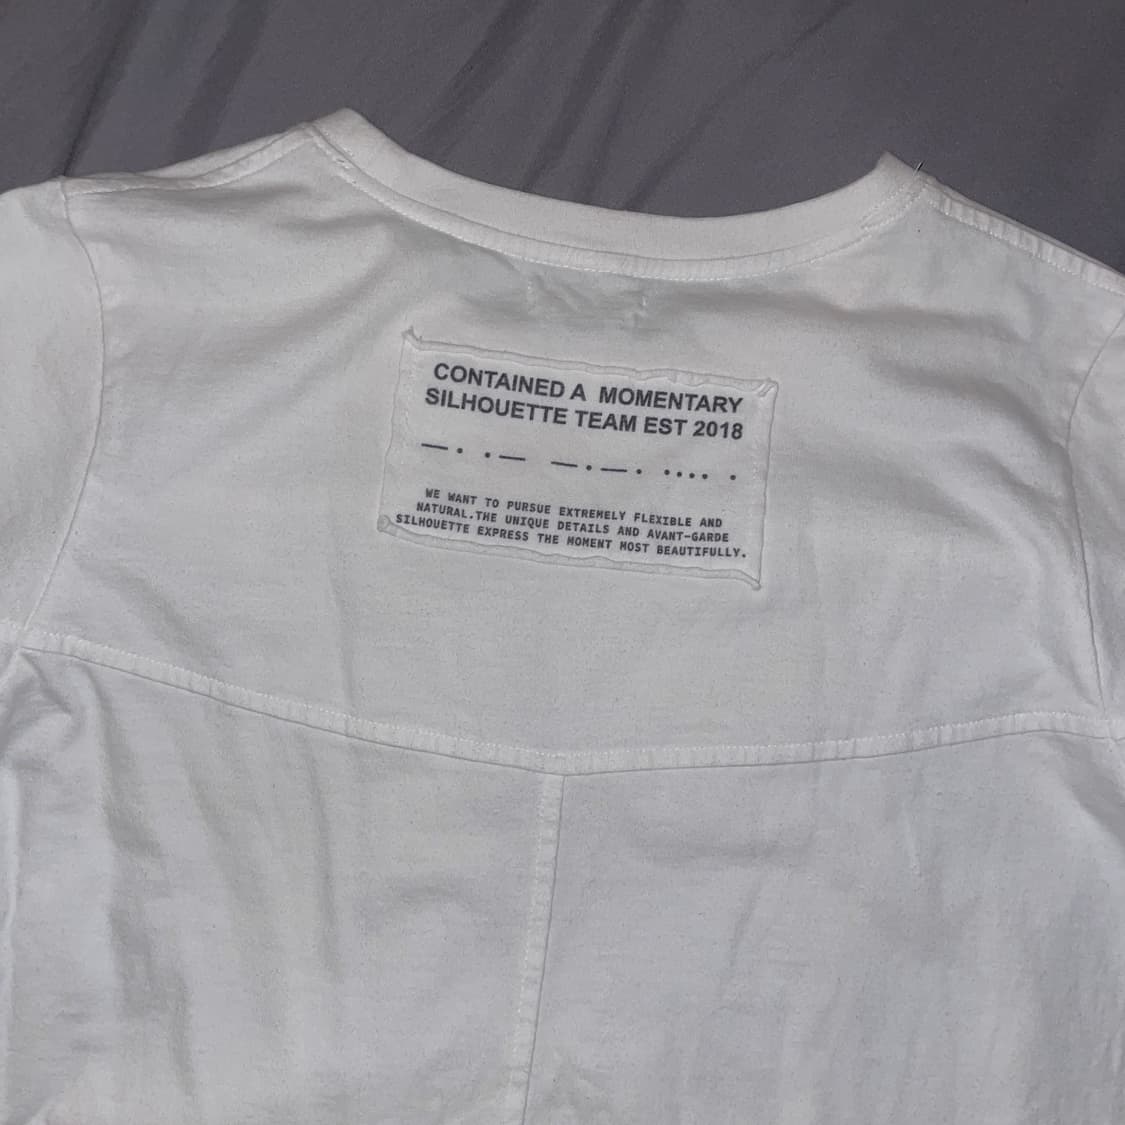 CONTAINED A MOMENTARY
SILHOUETTE TEAM EST 2018
—. .— —.—. .... .
WE WANT TO PURSUE EXTREMELY FLEXIBLE AND
NATURAL.THE UNIQUE DETAILS AND AVANT-GARDE
SILHOUETTE EXPRESS THE MOMENT MOST BEAUTIFULLY.